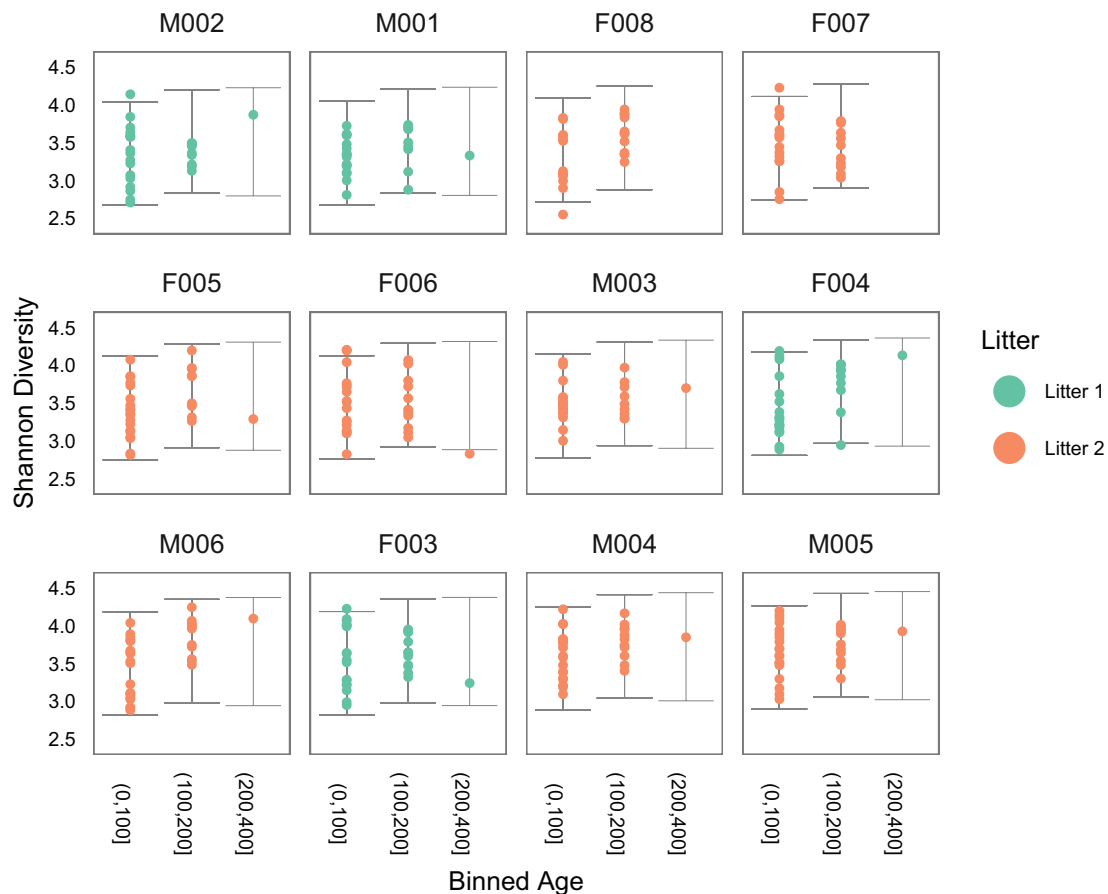 M002 M001 F008 F007
4.5
4.0
3.5
3.0
2.5
F005 F006 M003 F004
4.5
4.0
3.5
3.0
2.5
Shannon Diversity
Litter
Litter 1
Litter 2
M006 F003 M004 M005
4.5
4.0
3.5
3.0
2.5
(0,100] (100,200] (200,400] (0,100] (100,200] (200,400] (0,100] (100,200] (200,400] (0,100] (100,200] (200,400]
Binned Age